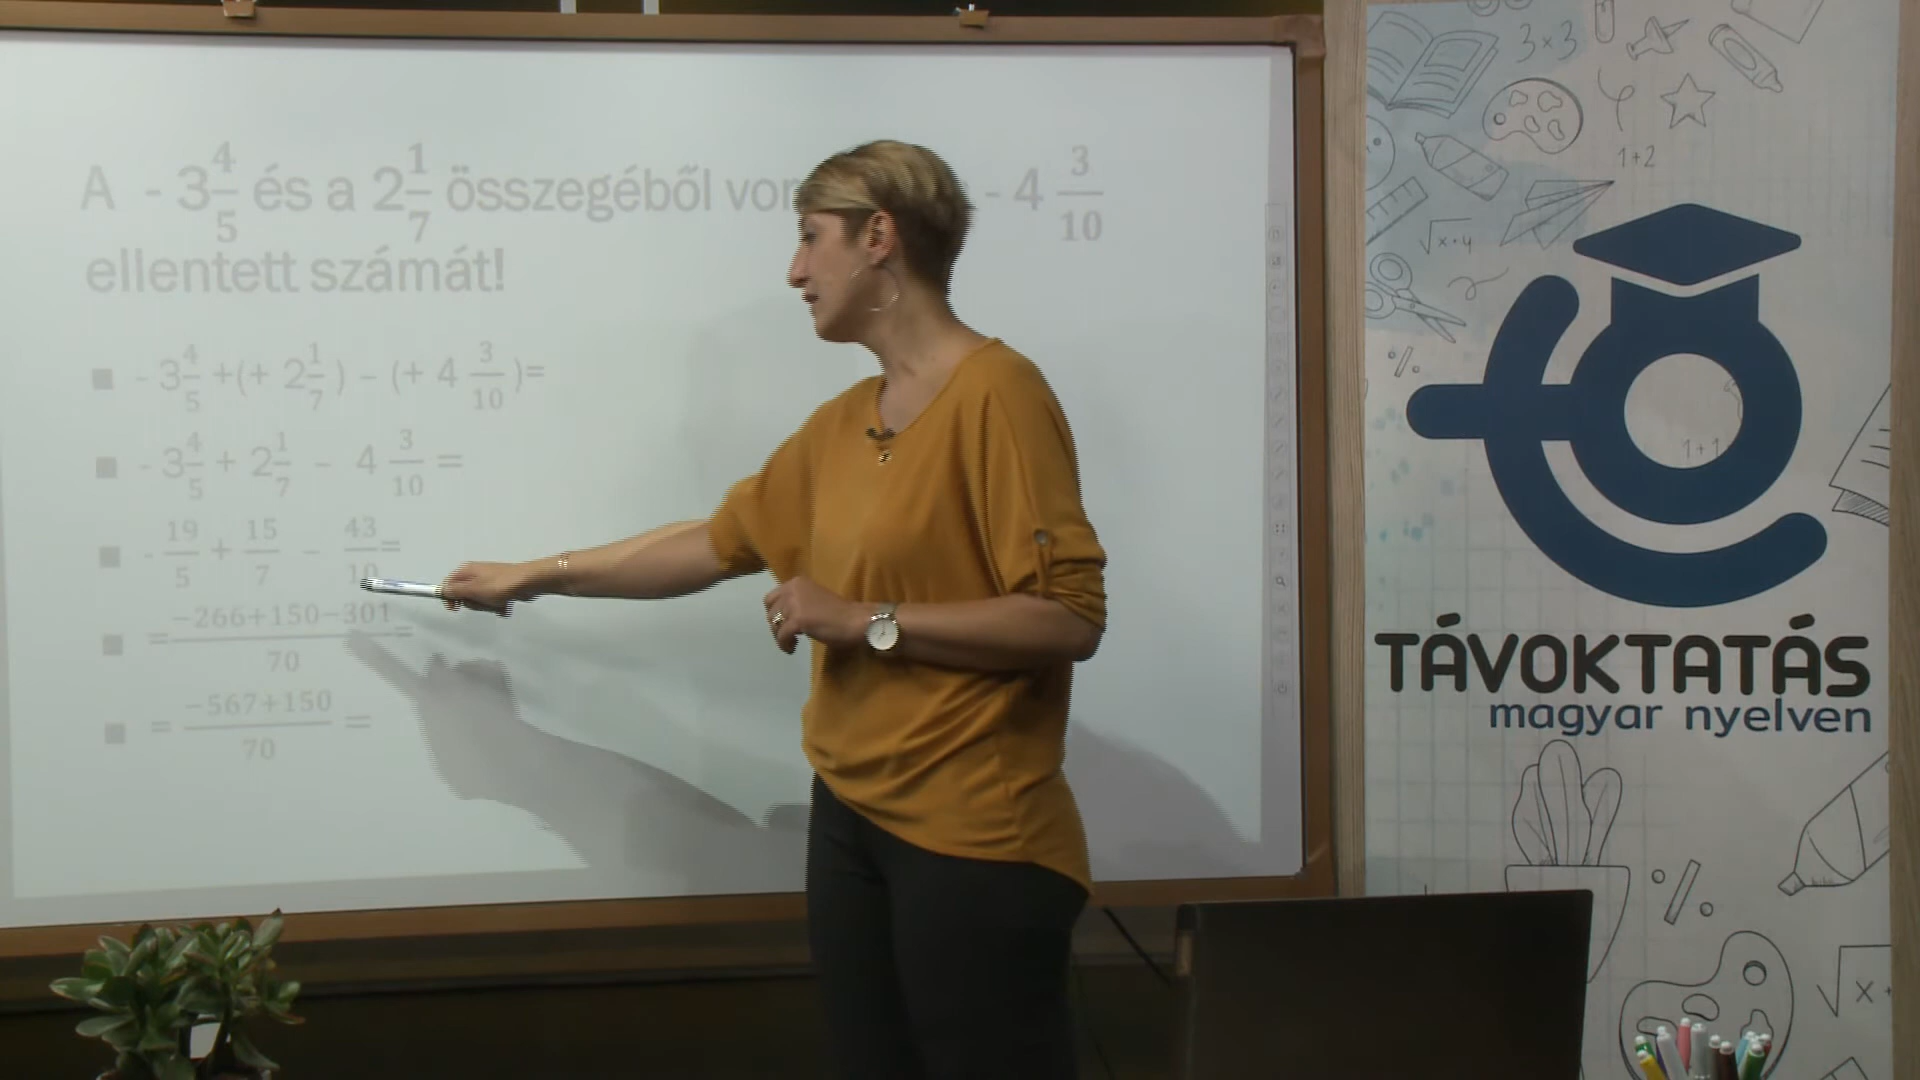 A - 3 4/5 és a 2 1/7 összegéből - 4 3/10
ellentett számát!
- 3 4/5 +(+ 2 1/7 ) – (+ 4 3/10 )=
- 3 4/5 + 2 1/7 – 4 3/10 =
- 19/5 + 15/7 – 43/10 =
= −266+150−301/70 =
= −567+150/70 =
3×3
1+2
√x·4
%
1+1
TÁVOKTATÁS
magyar nyelven
%
√x